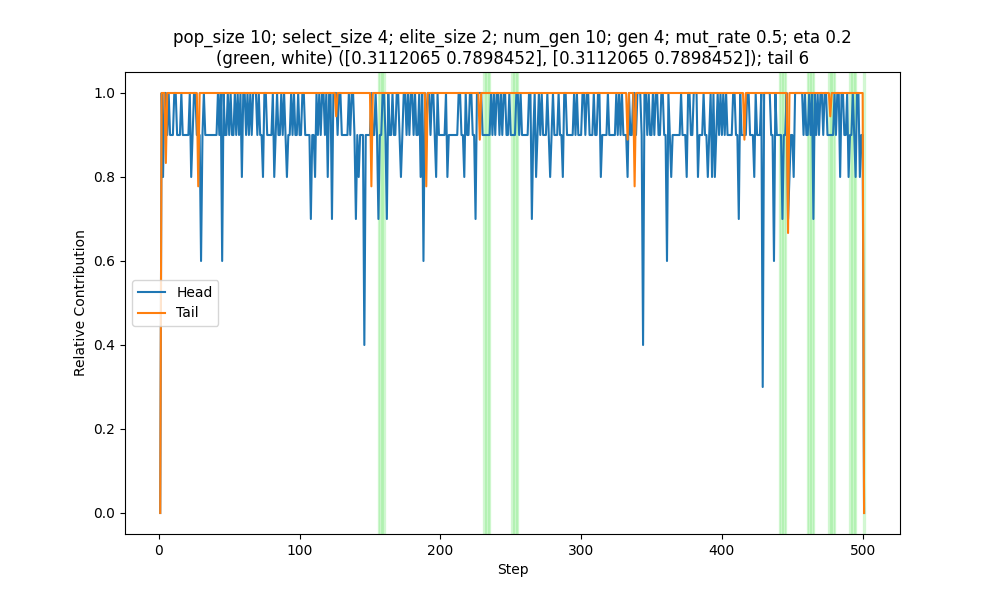 pop_size 10; select_size 4; elite_size 2; num_gen 10; gen 4; mut_rate 0.5; eta 0.2
(green, white) ([0.3112065 0.7898452], [0.3112065 0.7898452]); tail 6
1.0
0.8
0.6
0.4
0.2
0.0
Relative Contribution
Head
Tail
0
100
200
300
400
500
Step